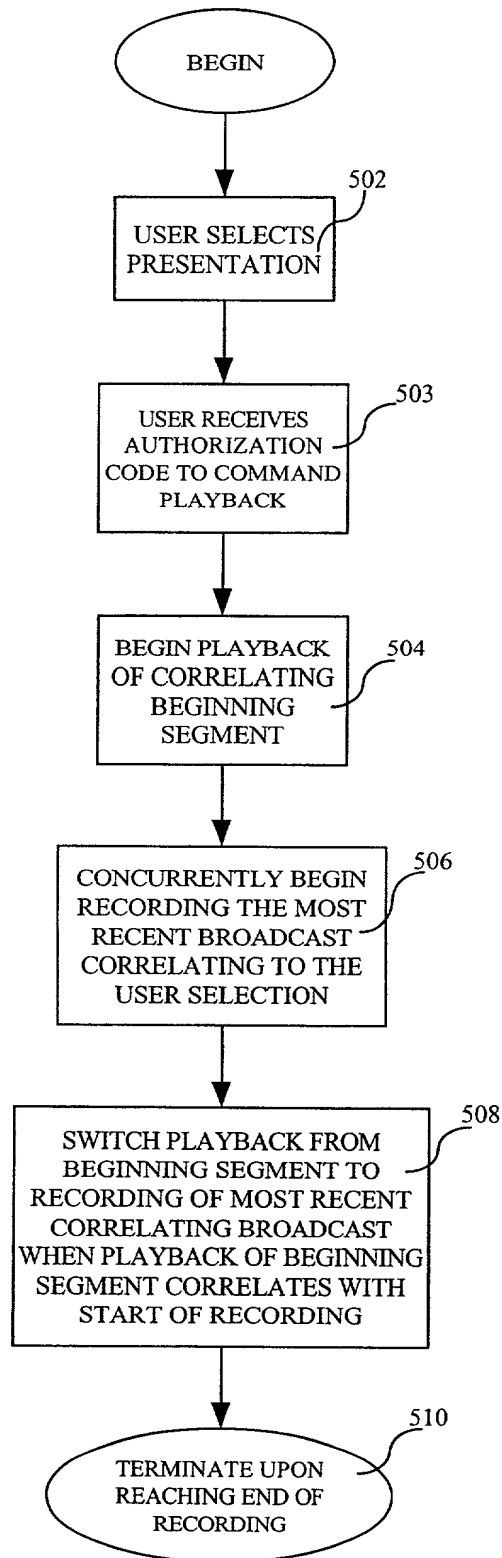 BEGIN
502
USER SELECTS
PRESENTATION
503
USER RECEIVES
AUTHORIZATION
CODE TO COMMAND
PLAYBACK
504
BEGIN PLAYBACK
OF CORRELATING
BEGINNING
SEGMENT
506
CONCURRENTLY BEGIN
RECORDING THE MOST
RECENT BROADCAST
CORRELATING TO THE
USER SELECTION
508
SWITCH PLAYBACK FROM
BEGINNING SEGMENT TO
RECORDING OF MOST RECENT
CORRELATING BROADCAST
WHEN PLAYBACK OF BEGINNING
SEGMENT CORRELATES WITH
START OF RECORDING
510
TERMINATE UPON
REACHING END OF
RECORDING